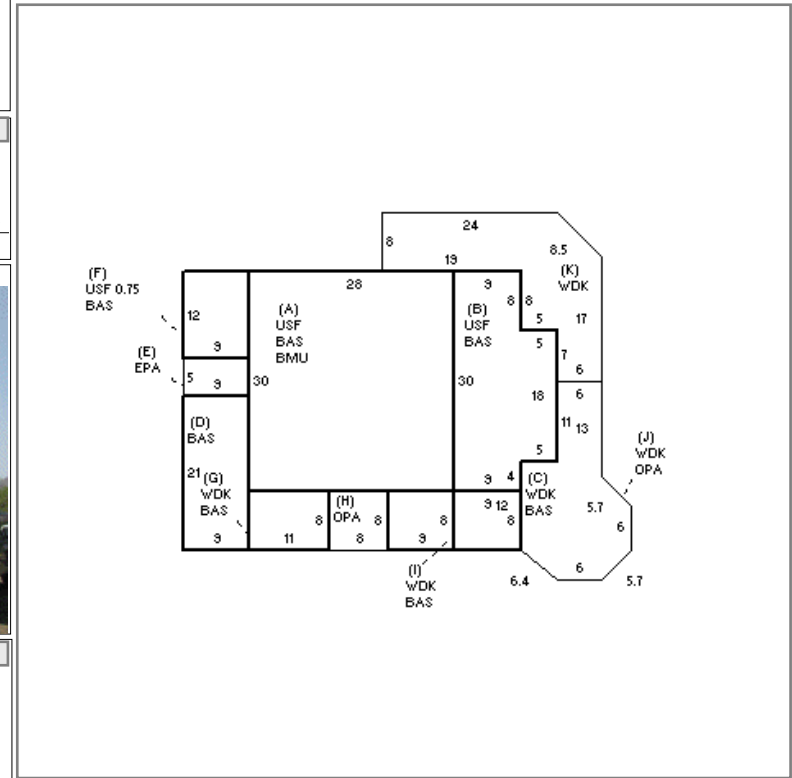 24
8
8.5
19
(K)
WDK
(F)
USF 0.75
BAS
28
9
(A)
USF
BAS
BMU
8
8
(B)
USF
BAS
12
5
17
5
9
7
(E)
EPA
5
9
30
30
6
6
18
(D)
BAS
11
13
5
(J)
WDK
OPA
21
(G)
WDK
BAS
9
4
(C)
WDK
BAS
(H)
OPA
9
12
5.7
8
8
8
8
6
9
11
8
9
(I)
WDK
BAS
6.4
6
5.7